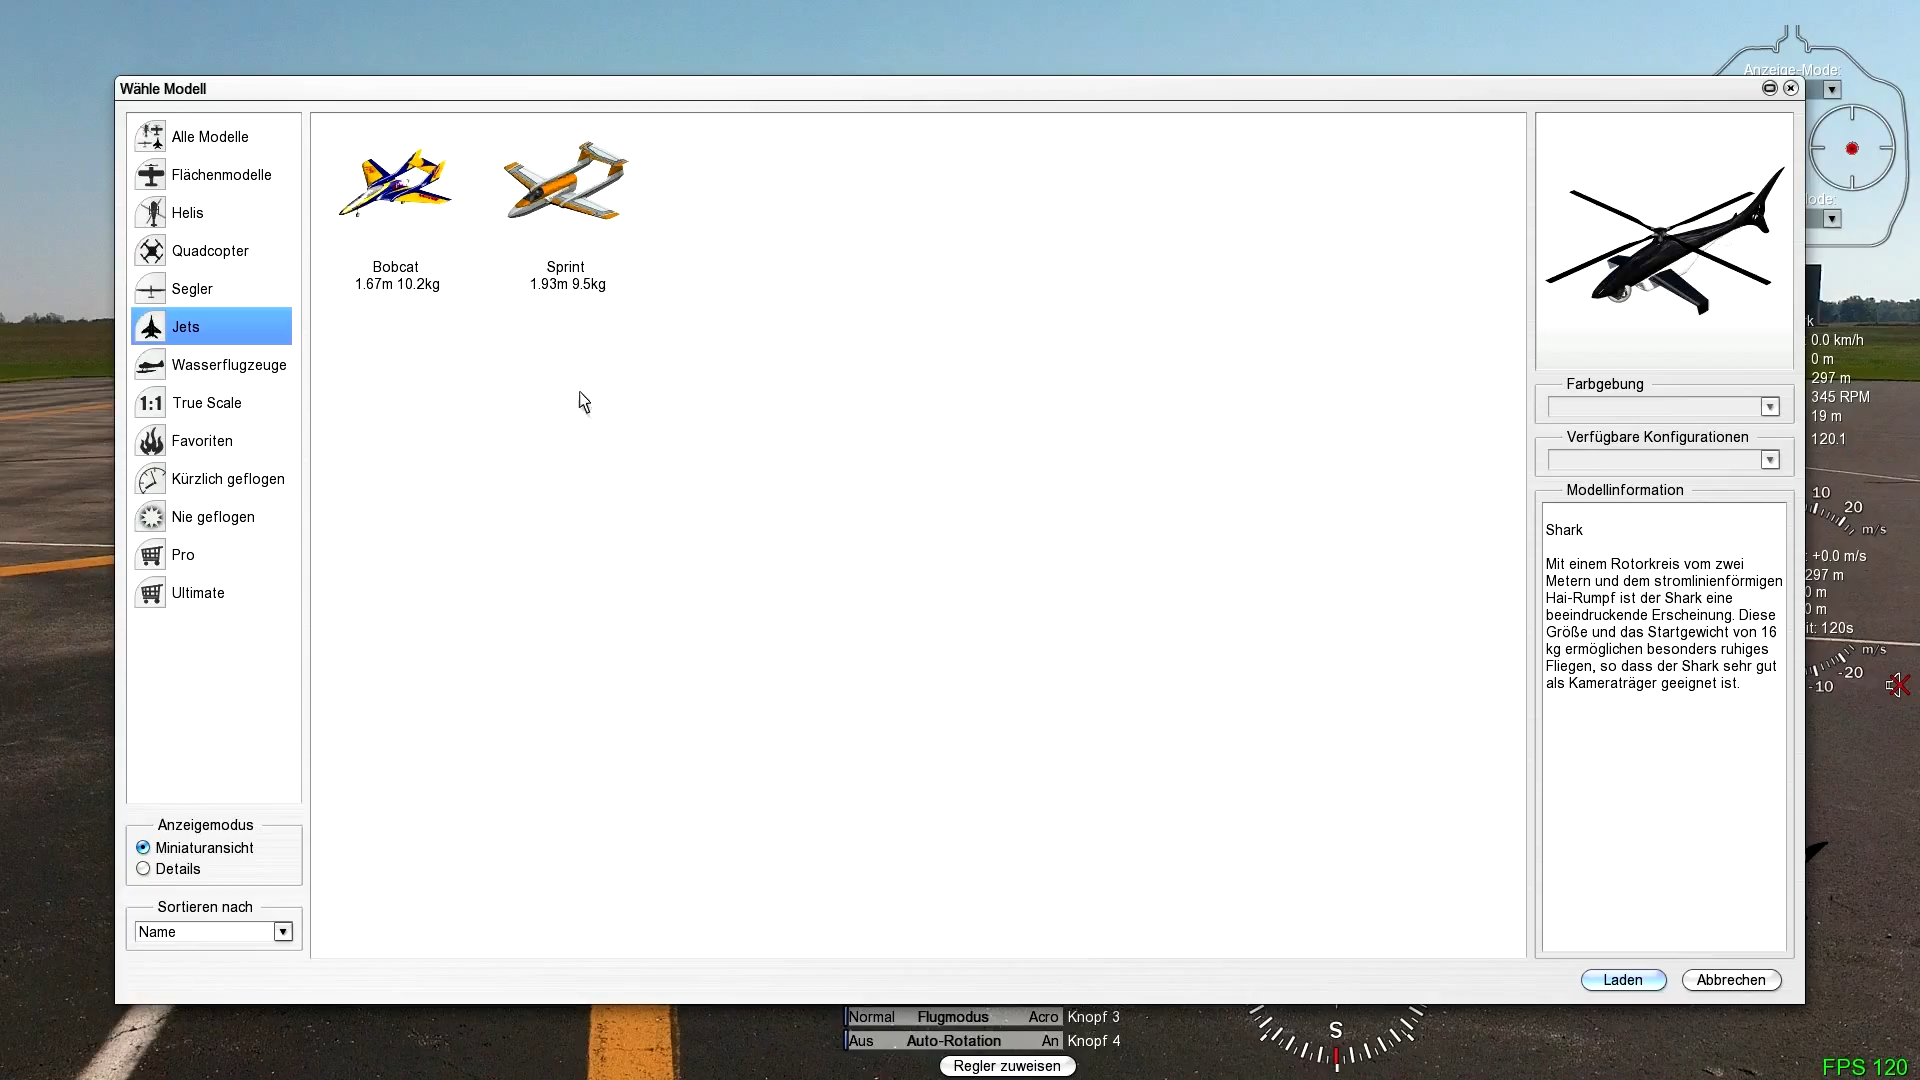 Anzeige-Mode:
Wähle Modell
Alle Modelle
Flächenmodelle
Helis
Quadcopter
Segler
Jets
Wasserflugzeuge
1:1 True Scale
Favoriten
Kürzlich geflogen
Nie geflogen
Pro
Ultimate
Anzeigemodus
Miniaturansicht
Details
Sortieren nach
Name
Bobcat
1.67m 10.2kg
Sprint
1.93m 9.5kg
Farbgebung
Verfügbare Konfigurationen
Modellinformation
Shark
Mit einem Rotorkreis vom zwei
Metern und dem stromlinienförmigen
Hai-Rumpf ist der Shark eine
beeindruckende Erscheinung. Diese
Größe und das Startgewicht von 16
kg ermöglichen besonders ruhiges
Fliegen, so dass der Shark sehr gut
als Kameraträger geeignet ist.
Laden
Abbrechen
0.0 km/h
0 m
297 m
345 RPM
19 m
120.1
10
20
m/s
+0.0 m/s
297 m
0 m
0 m
120s
m/s
-20
-10
Normal Flugmodus Acro Knopf 3
Aus Auto-Rotation An Knopf 4
Regler zuweisen
S
FPS 120